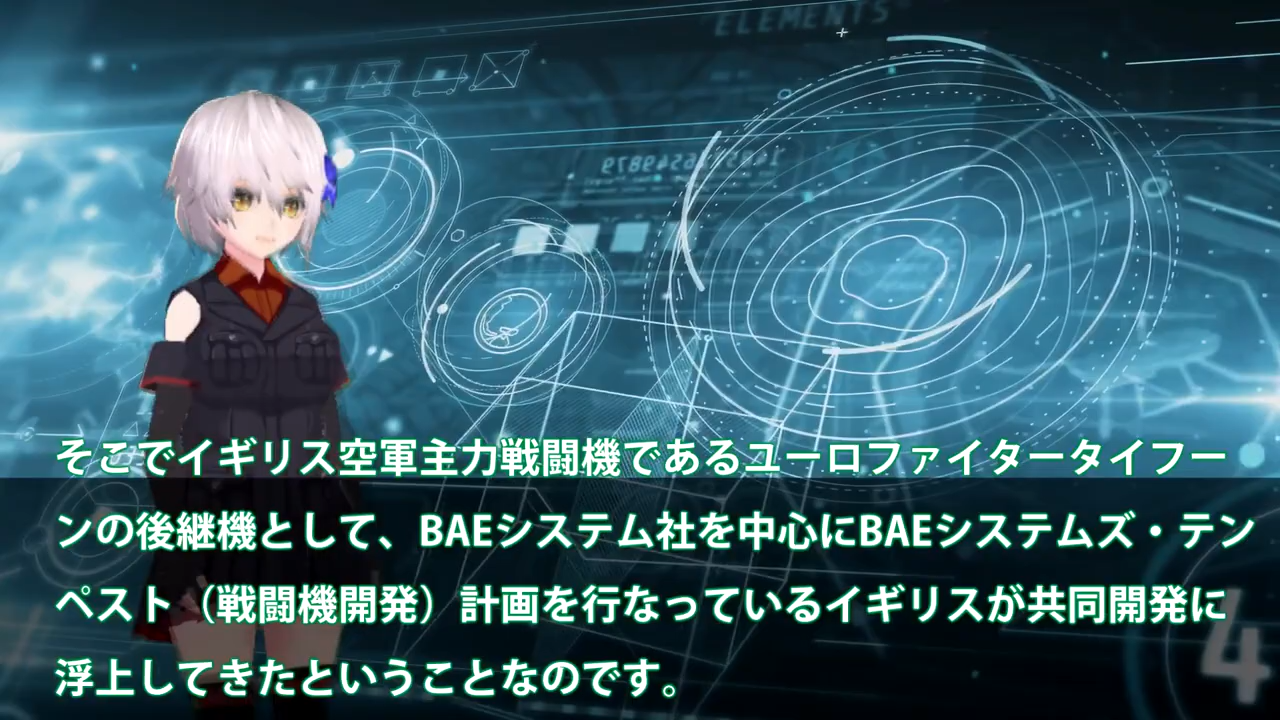 ELEMENTS
そこでイギリス空軍主力戦闘機であるユーロファイタータイフー
ンの後継機として、BAEシステム社を中心にBAEシステムズ・テン
ペスト（戦闘機開発）計画を行なっているイギリスが共同開発に
浮上してきたということなのです。
4